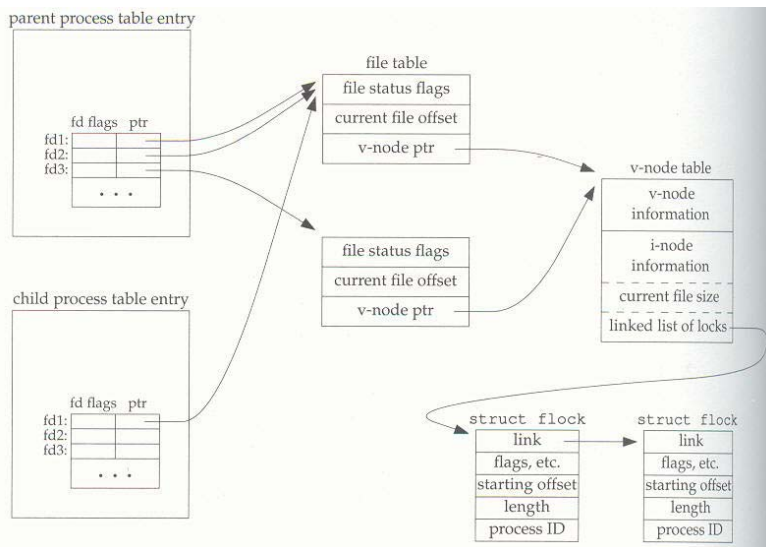 parent process table entry
fd flags ptr
fd1:
fd2:
fd3:
• • •
file table
file status flags
current file offset
v-node ptr
file status flags
current file offset
v-node ptr
v-node table
v-node
information
i-node
information
current file size
linked list of locks
child process table entry
fd flags ptr
fd1:
fd2:
fd3:
• • •
struct flock
link
flags, etc.
starting offset
length
process ID
struct flock
link
flags, etc.
starting offset
length
process ID